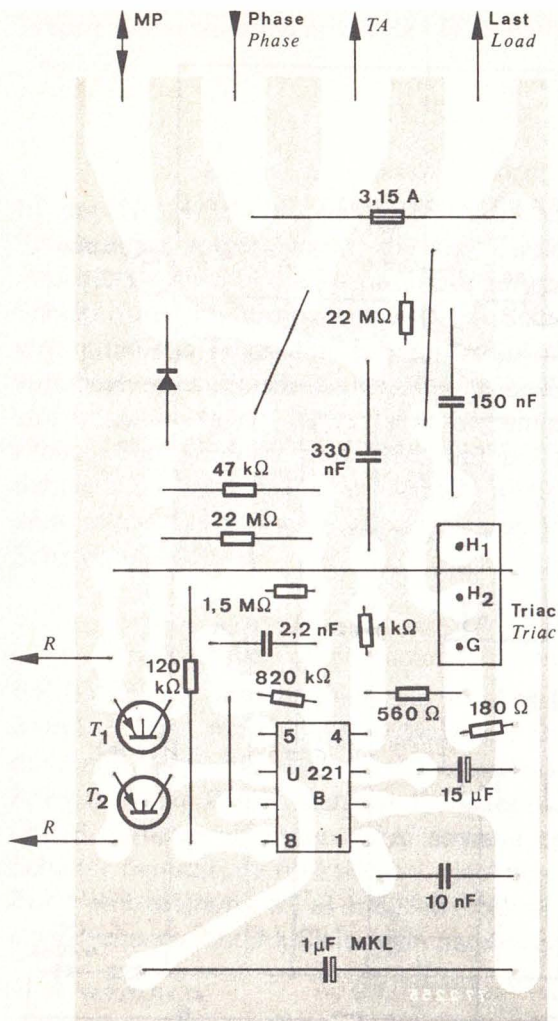 MP
Phase
Phase
TA
Last
Load
3,15 A
22 MΩ
150 nF
330
nF
47 kΩ
22 MΩ
H1
H2
G
Triac
Triac
1,5 MΩ
2,2 nF
1kΩ
R
120
kΩ
820 kΩ
560 Ω
180 Ω
T1
5 4
U 221
B
8 1
15 µF
T2
R
10 nF
1µF MKL